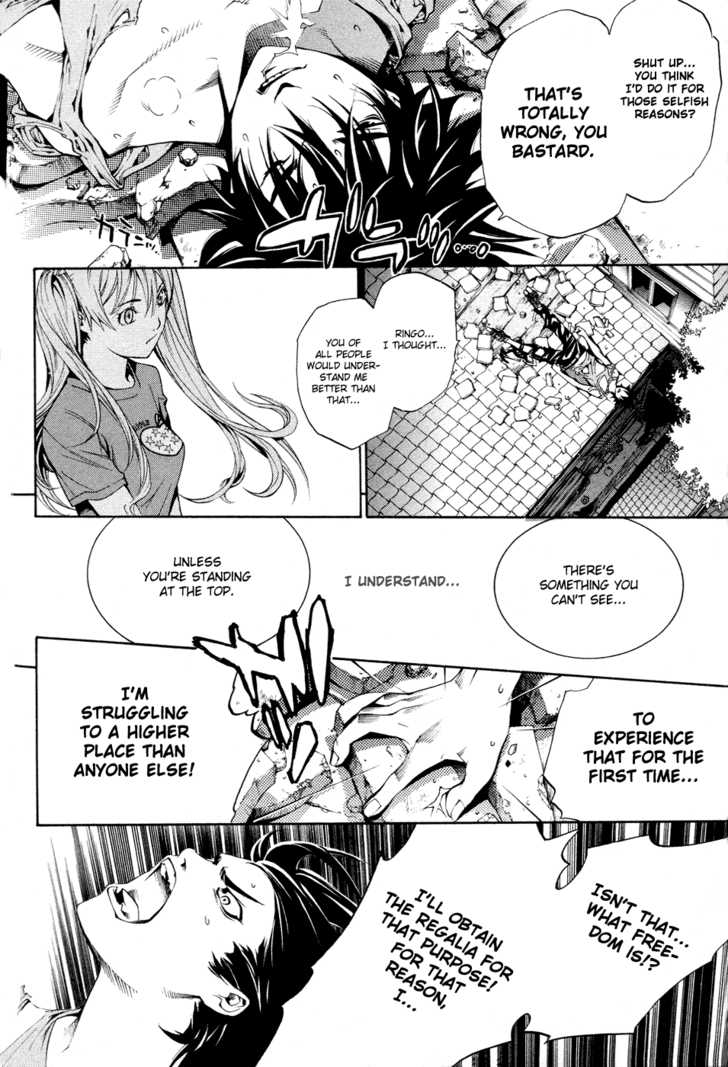 SHUT UP...
YOU THINK
I'D DO IT FOR
THOSE SELFISH
REASONS?
THAT'S
TOTALLY
WRONG, YOU
BASTARD.
ガラ...
RINGO...
I THOUGHT...
YOU OF
ALL PEOPLE
WOULD UNDER-
STAND ME
BETTER THAN
THAT...
THERE'S
SOMETHING YOU
CAN'T SEE...
I UNDERSTAND...
UNLESS
YOU'RE STANDING
AT THE TOP.
TO
EXPERIENCE
THAT FOR
THE FIRST
TIME...
I'M
STRUGGLING
TO A HIGHER
PLACE THAN
ANYONE ELSE!
ISN'T THAT...
WHAT FREE-
DOM IS!?
I'LL OBTAIN
THE REGALIA FOR
THAT PURPOSE!
FOR THAT
REASON,
I...